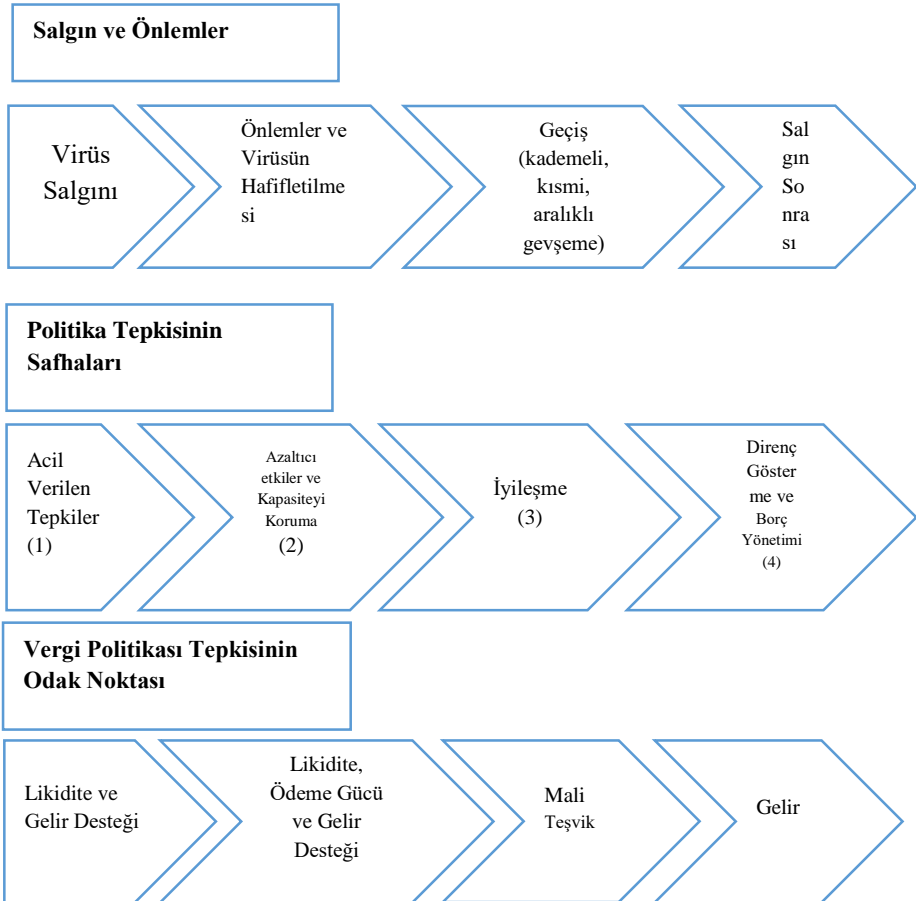 Salgın ve Önlemler
Virüs
Salgını
Önlemler ve
Virüsün
Hafifletilme
si
Geçiş
(kademeli,
kısmi,
aralıklı
gevşeme)
Sal
gın
So
nra
sı
Politika Tepkisinin
Safhaları
Acil
Verilen
Tepkiler
(1)
Azaltıcı
etkiler ve
Kapasiteyi
Koruma
(2)
İyileşme
(3)
Direnç
Göster
me ve
Borç
Yönetimi
(4)
Vergi Politikası Tepkisinin
Odak Noktası
Likidite ve
Gelir Desteği
Likidite,
Ödeme Gücü
ve Gelir
Desteği
Mali
Teşvik
Gelir